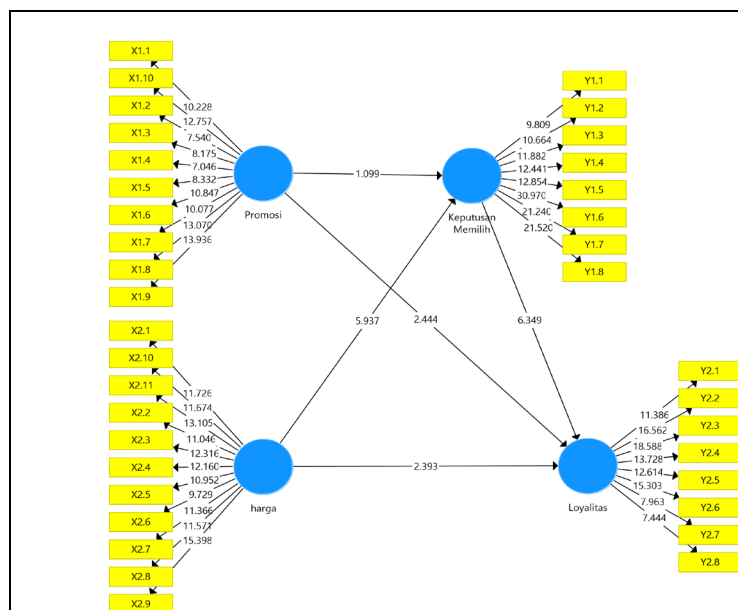 X1.1
X1.10
X1.2
X1.3
X1.4
X1.5
X1.6
X1.7
X1.8
X1.9
10.228
12.757
7.540
8.175
7.046
8.332
10.847
10.077
13.070
13.936
Promosi
1.099
Keputusan
Memilih
9.809
10.664
11.882
12.441
12.854
30.970
21.240
21.520
Y1.1
Y1.2
Y1.3
Y1.4
Y1.5
Y1.6
Y1.7
Y1.8
5.937
2.444
6.349
X2.1
X2.10
X2.11
X2.2
X2.3
X2.4
X2.5
X2.6
X2.7
X2.8
X2.9
11.726
11.674
13.105
11.046
12.316
12.160
10.952
9.729
11.366
11.571
15.398
harga
2.393
Loyalitas
11.386
16.562
18.588
13.728
12.614
15.303
7.963
7.444
Y2.1
Y2.2
Y2.3
Y2.4
Y2.5
Y2.6
Y2.7
Y2.8